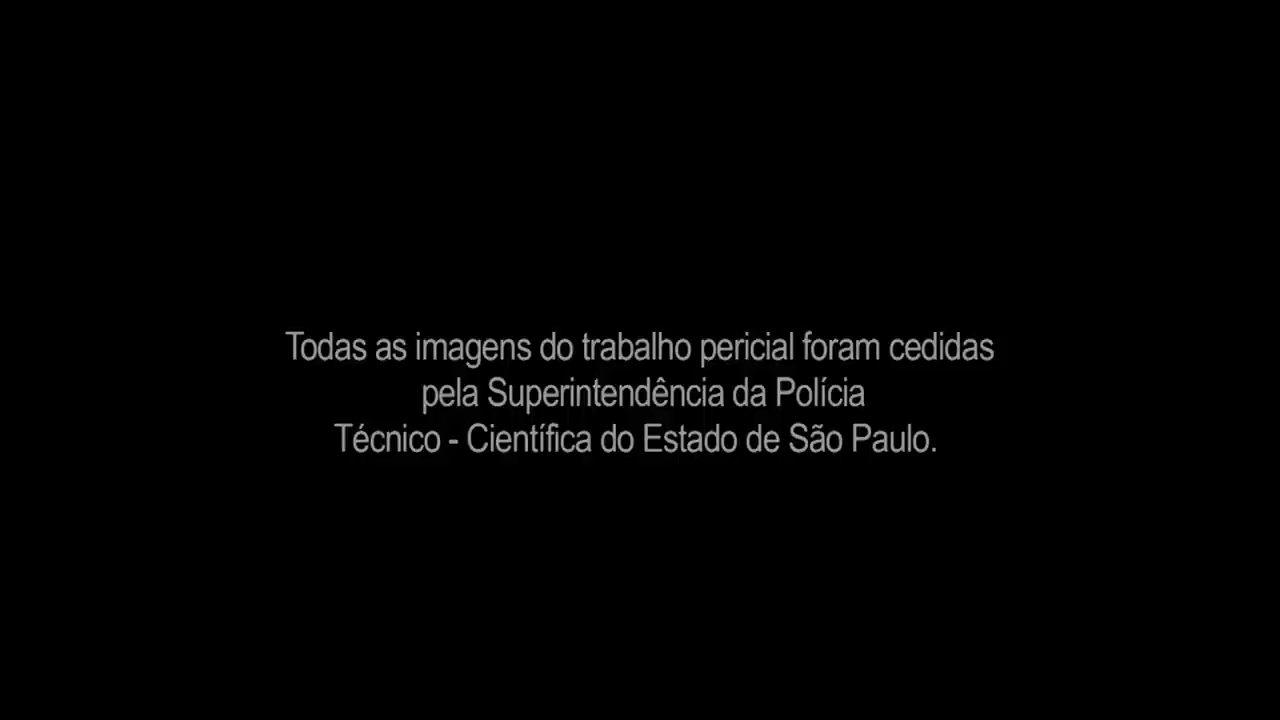 Todas as imagens do trabalho pericial foram cedidas
pela Superintendência da Polícia
Técnico - Científica do Estado de São Paulo.